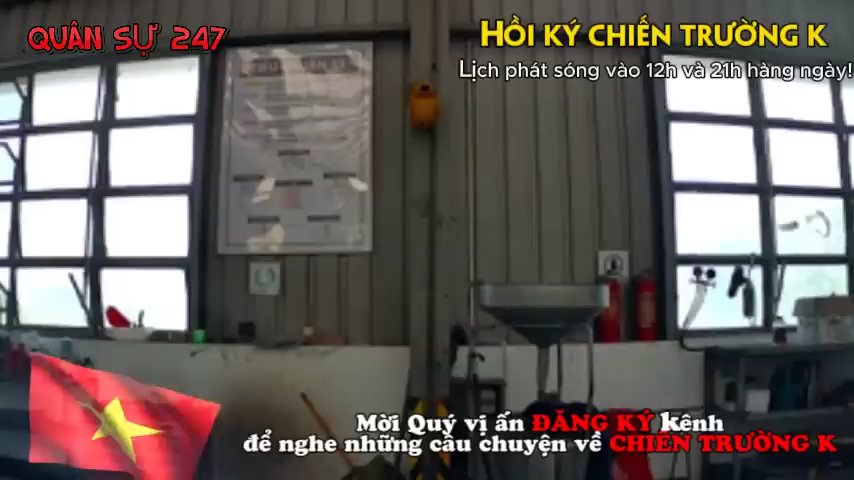 QUÂN SỰ 247
HỒI KÝ CHIẾN TRƯỜNG K
Lịch phát sóng vào 12h và 21h hàng ngày!
Mời Quý vị ấn ĐĂNG KÝ kênh
để nghe những câu chuyện về CHIẾN TRƯỜNG K